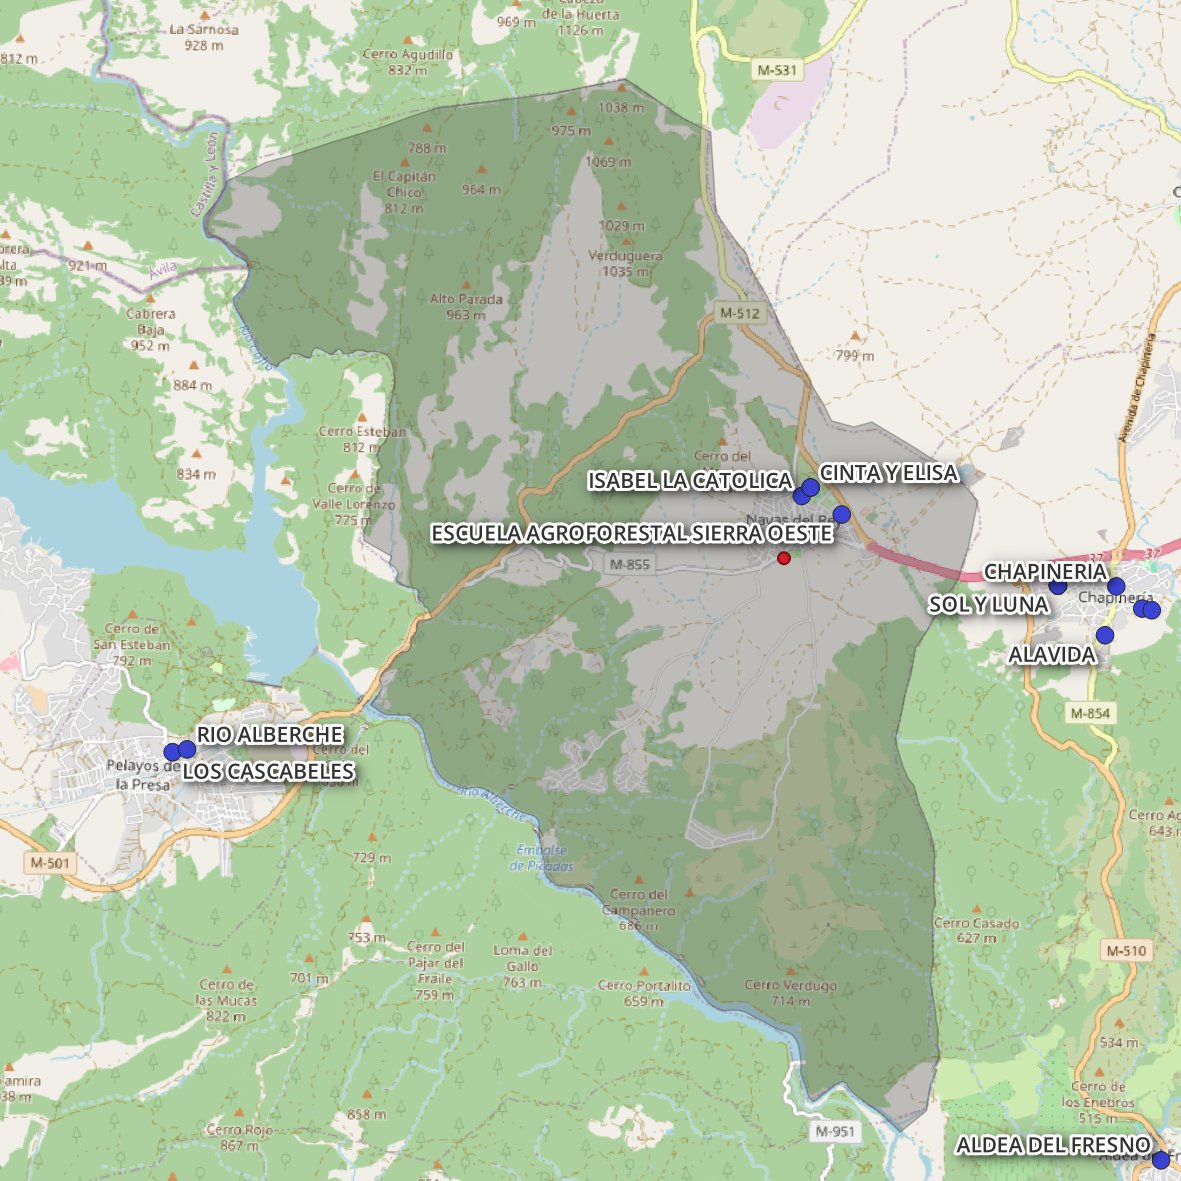 La Sarnosa
928 m
812 m
969 m
Cabeza
de la Huerta
1126 m
Cerro Agudillo
832 m
M-531
1038 m
975 m
788 m
1069 m
Castilla y León
El Capitán
Chico
812 m
964 m
1029 m
Verduguera
1035 m
921 m
Ávila
Alto Parada
963 m
Cabrera
Baja
952 m
M-512
799 m
884 m
Avenida de Chapinería
Cerro Esteban
812 m
834 m
Cerro de
Valle Lorenzo
775 m
Cerro del
ISABEL LA CATOLICA
CINTA Y ELISA
Navas del Re
ESCUELA AGROFORESTAL SIERRA OESTE
M-855
37
37
CHAPINERIA
Chapinería
SOL Y LUNA
ALAVIDA
Cerro de
San Esteban
792 m
M-854
RIO ALBERCHE
Cerro del
Pelayos de
la Presa
LOS CASCABELES
Río Alberche
M-501
729 m
Embalse
de Picadas
643 m
Cerro del
Campanero
686 m
Cerro Casado
627 m
753 m
Cerro del
Pajar del
Fraile
759 m
Loma del
Gallo
763 m
M-510
701 m
Cerro de
las Mucas
822 m
Cerro Portalito
659 m
Cerro Verdugo
714 m
534 m
Cerro de
los Enebros
515 m
858 m
Cerro Rojo
867 m
M-951
ALDEA DEL FRESNO